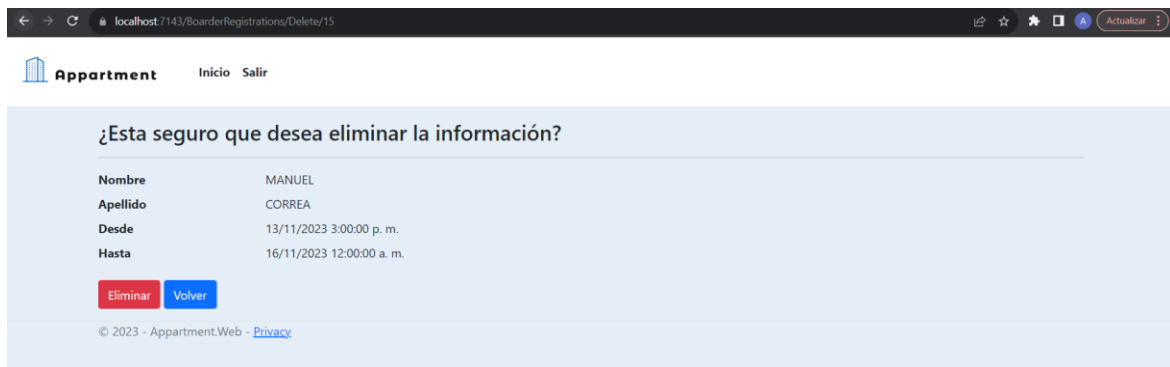 localhost:7143/BoarderRegistrations/Delete/15 A Actualizar
Appartment Inicio Salir
¿Esta seguro que desea eliminar la información?
Nombre MANUEL
Apellido CORREA
Desde 13/11/2023 3:00:00 p. m.
Hasta 16/11/2023 12:00:00 a. m.
Eliminar Volver
© 2023 - Appartment.Web - Privacy